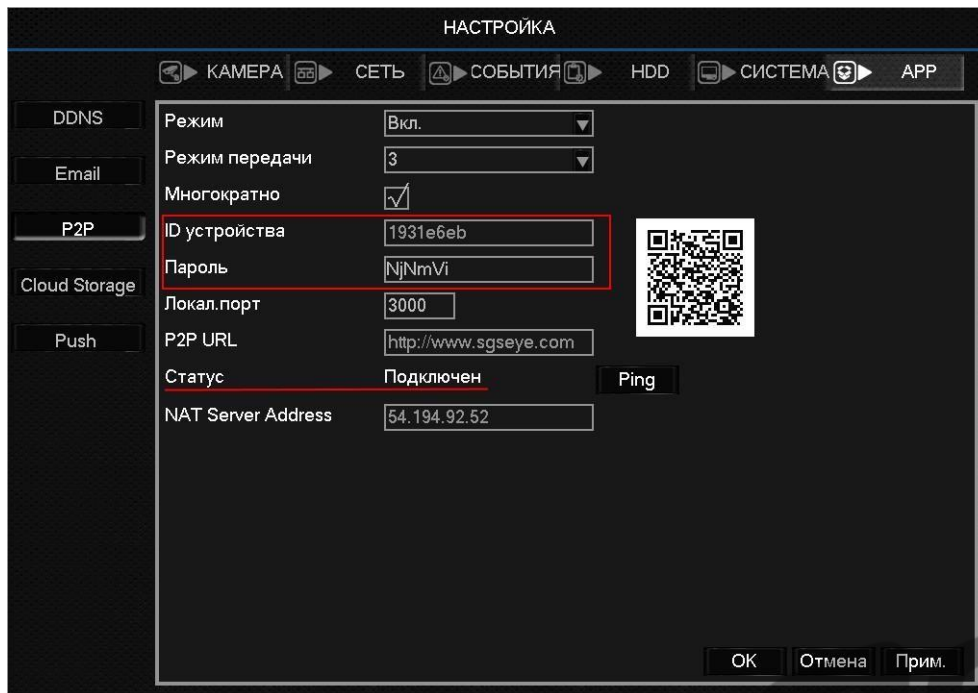 НАСТРОЙКА
КАМЕРА СЕТЬ СОБЫТИЯ HDD СИСТЕМА APP
DDNS
Email
P2P
Cloud Storage
Push
Режим Вкл.
Режим передачи 3
Многократно
ID устройства 1931e6eb
Пароль NjNmVi
Локал.порт 3000
P2P URL http://www.sgseye.com
Статус Подключен Ping
NAT Server Address 54.194.92.52
OK Отмена Прим.